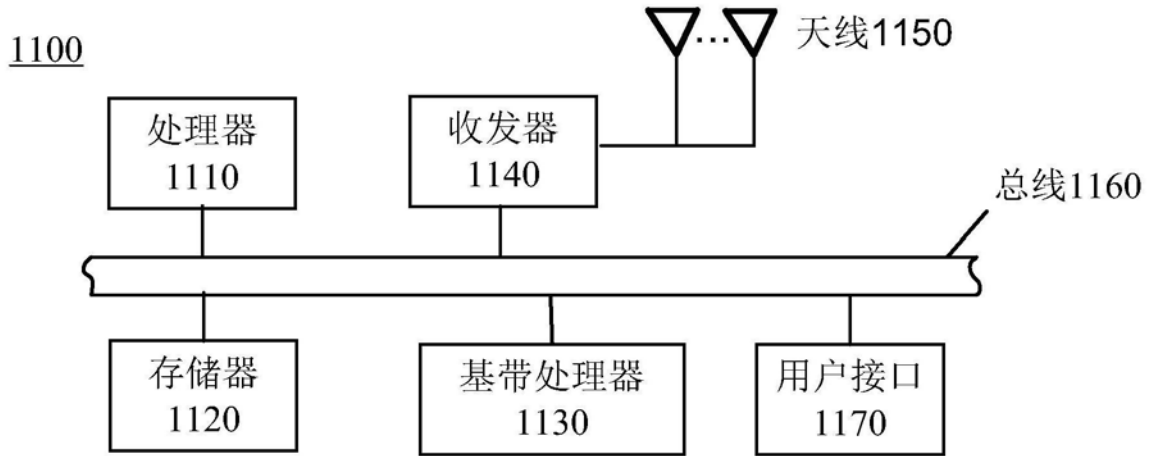 1100
...
天线1150
处理器
1110
收发器
1140
总线1160
存储器
1120
基带处理器
1130
用户接口
1170